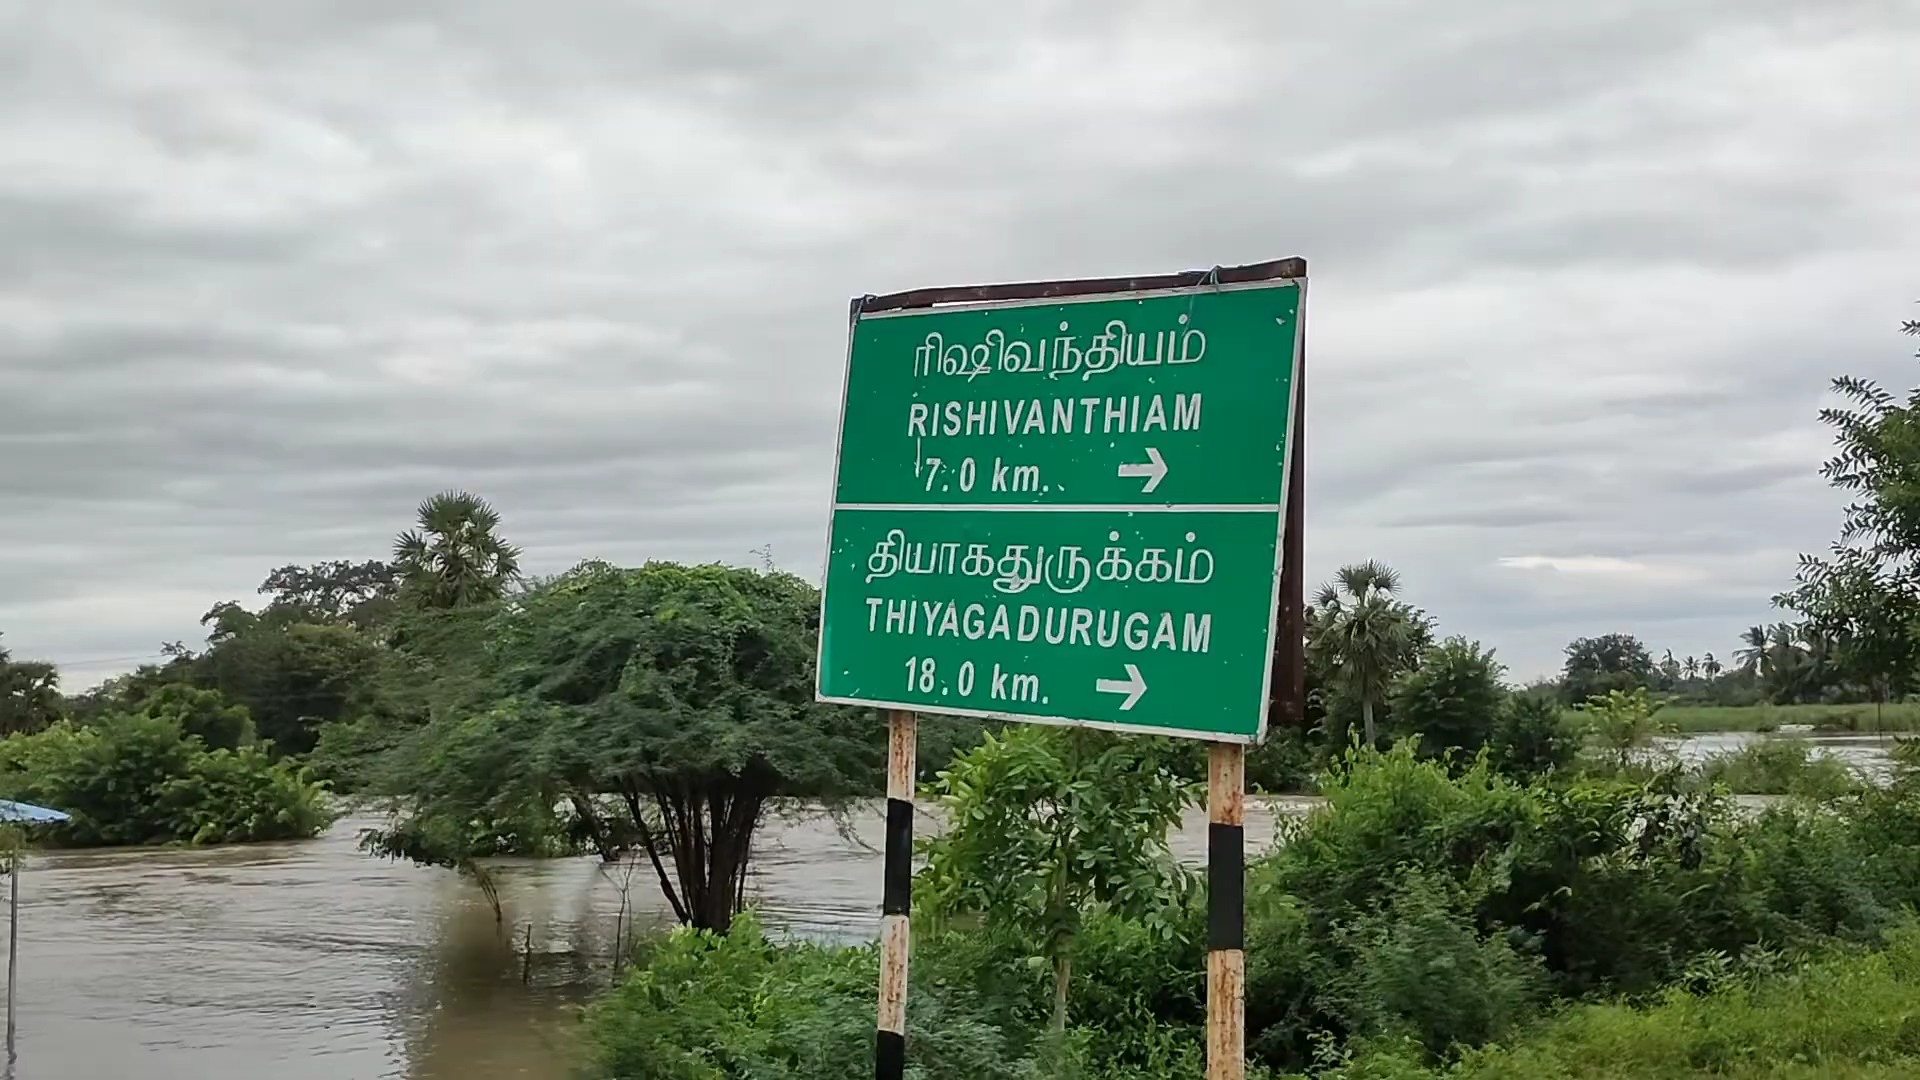 ரிஷிவந்தியம்
RISHIVANTHIAM
7.0 km. →
தியாகதுருக்கம்
THIYAGADURUGAM
18.0 km. →